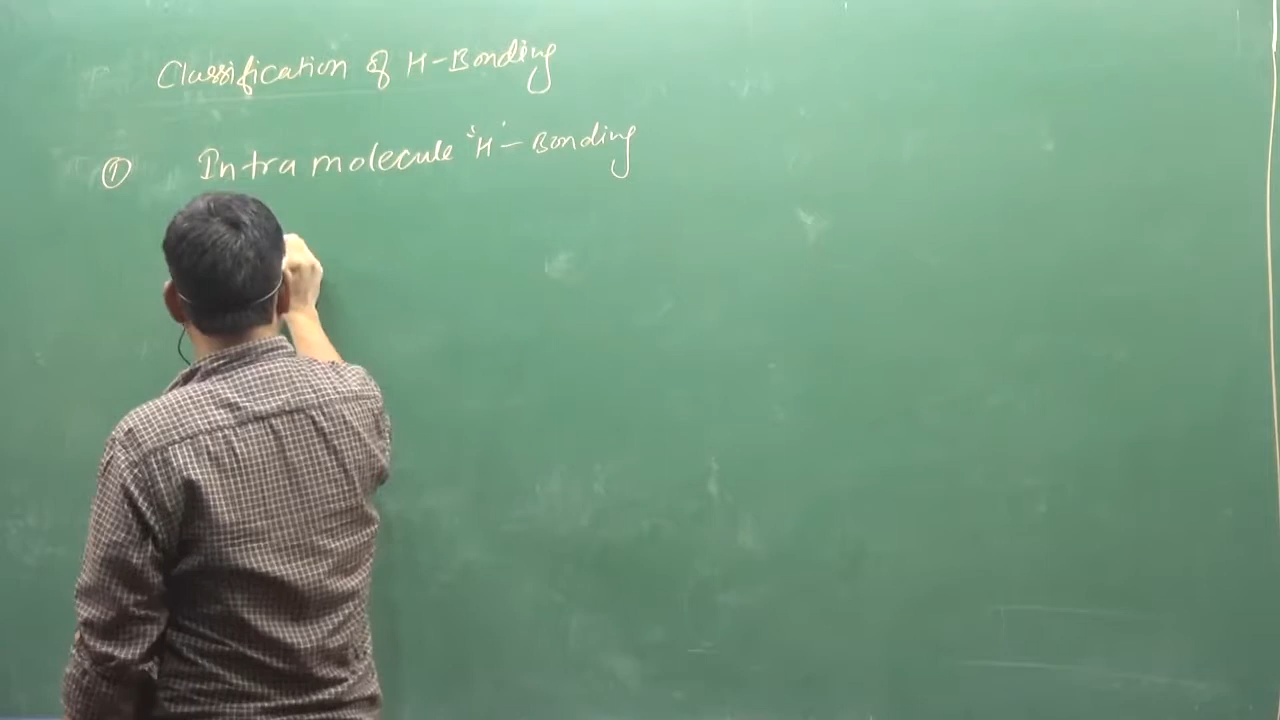 Classification of H-Bonding
① Intra molecule "H"- Bonding